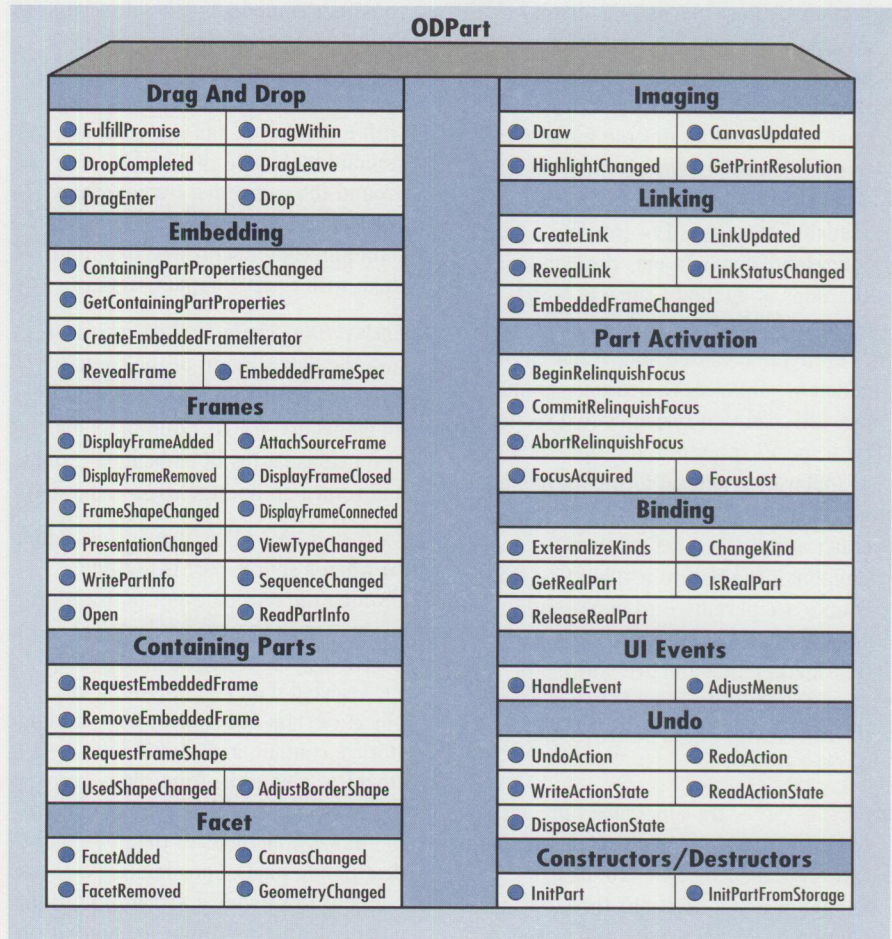 ODPart
Drag And Drop
FulfillPromise DragWithin
DropCompleted DragLeave
DragEnter Drop
Embedding
ContainingPartPropertiesChanged
GetContainingPartProperties
CreateEmbeddedFrameIterator
RevealFrame EmbeddedFrameSpec
Frames
DisplayFrameAdded AttachSourceFrame
DisplayFrameRemoved DisplayFrameClosed
FrameShapeChanged DisplayFrameConnected
PresentationChanged ViewTypeChanged
WritePartInfo SequenceChanged
Open ReadPartInfo
Containing Parts
RequestEmbeddedFrame
RemoveEmbeddedFrame
RequestFrameShape
UsedShapeChanged AdjustBorderShape
Facet
FacetAdded CanvasChanged
FacetRemoved GeometryChanged
Imaging
Draw CanvasUpdated
HighlightChanged GetPrintResolution
Linking
CreateLink LinkUpdated
RevealLink LinkStatusChanged
EmbeddedFrameChanged
Part Activation
BeginRelinquishFocus
CommitRelinquishFocus
AbortRelinquishFocus
FocusAcquired FocusLost
Binding
ExternalizeKinds ChangeKind
GetRealPart IsRealPart
ReleaseRealPart
UI Events
HandleEvent AdjustMenus
Undo
UndoAction RedoAction
WriteActionState ReadActionState
DisposeActionState
Constructors/Destructors
InitPart InitPartFromStorage